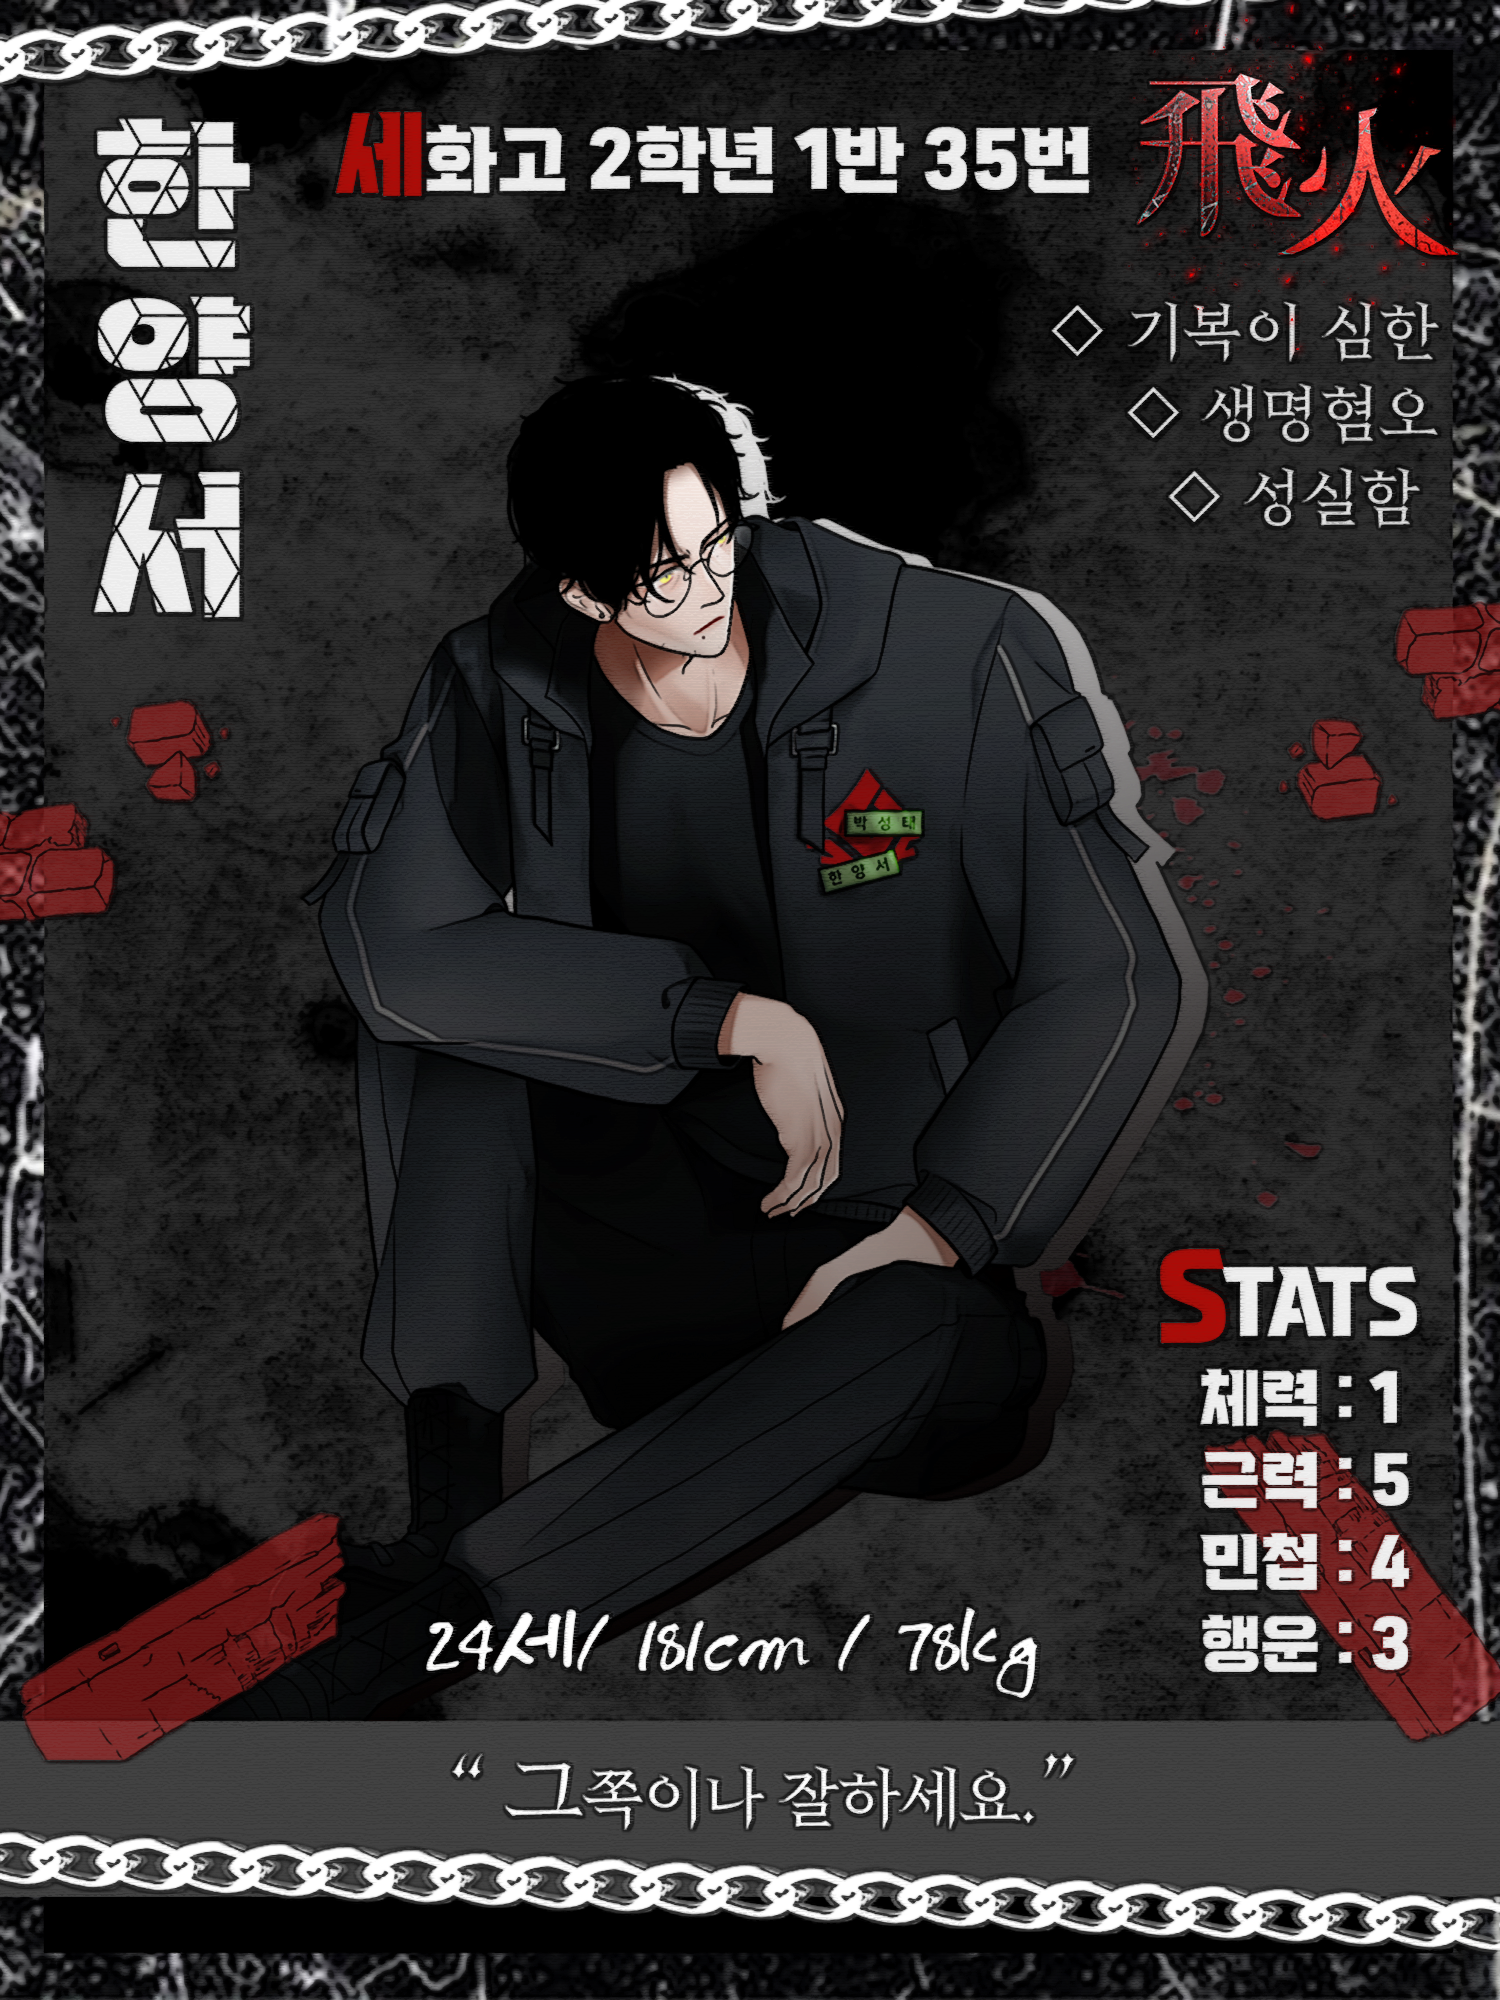 한양서
세화고 2학년 1반 35번
飛火
◇ 기복이 심한
◇ 생명혐오
◇ 성실함
박성태
한양서
STATS
체력 : 1
근력 : 5
민첩 : 4
행운 : 3
24세/ 181cm / 78kg
“ 그쪽이나 잘하세요.”